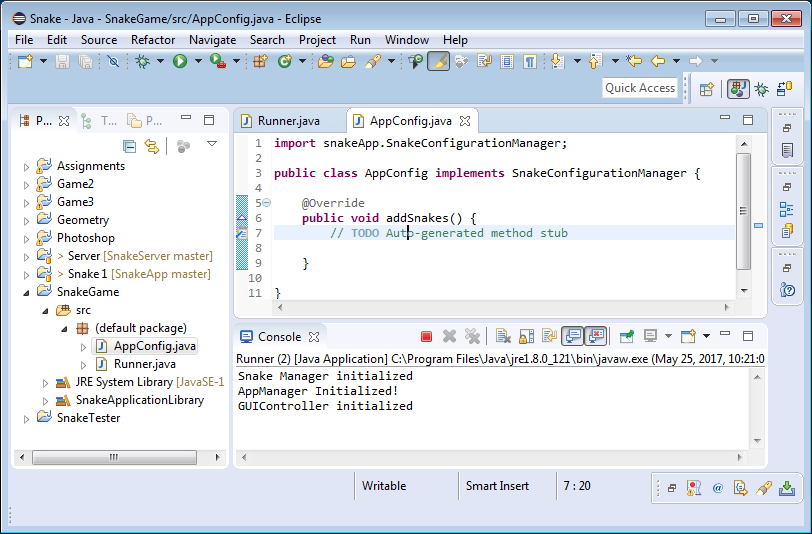 Snake - Java - SnakeGame/src/AppConfig.java - Eclipse
File Edit Source Refactor Navigate Search Project Run Window Help
Quick Access
P... T... P...
Assignments
Game2
Game3
Geometry
Photoshop
> Server [SnakeServer master]
> Snake 1 [SnakeApp master]
SnakeGame
src
(default package)
AppConfig.java
Runner.java
JRE System Library [JavaSE-1
SnakeApplicationLibrary
SnakeTester
Runner.java AppConfig.java
1 import snakeApp.SnakeConfigurationManager;
2
3 public class AppConfig implements SnakeConfigurationManager {
4
5 @Override
6 public void addSnakes() {
7 // TODO Auto-generated method stub
8
9 }
10
11 }
Console
Runner (2) [Java Application] C:\Program Files\Java\jre1.8.0_121\bin\javaw.exe (May 25, 2017, 10:21:0
Snake Manager initialized
AppManager Initialized!
GUIController initialized
Writable Smart Insert 7 : 20